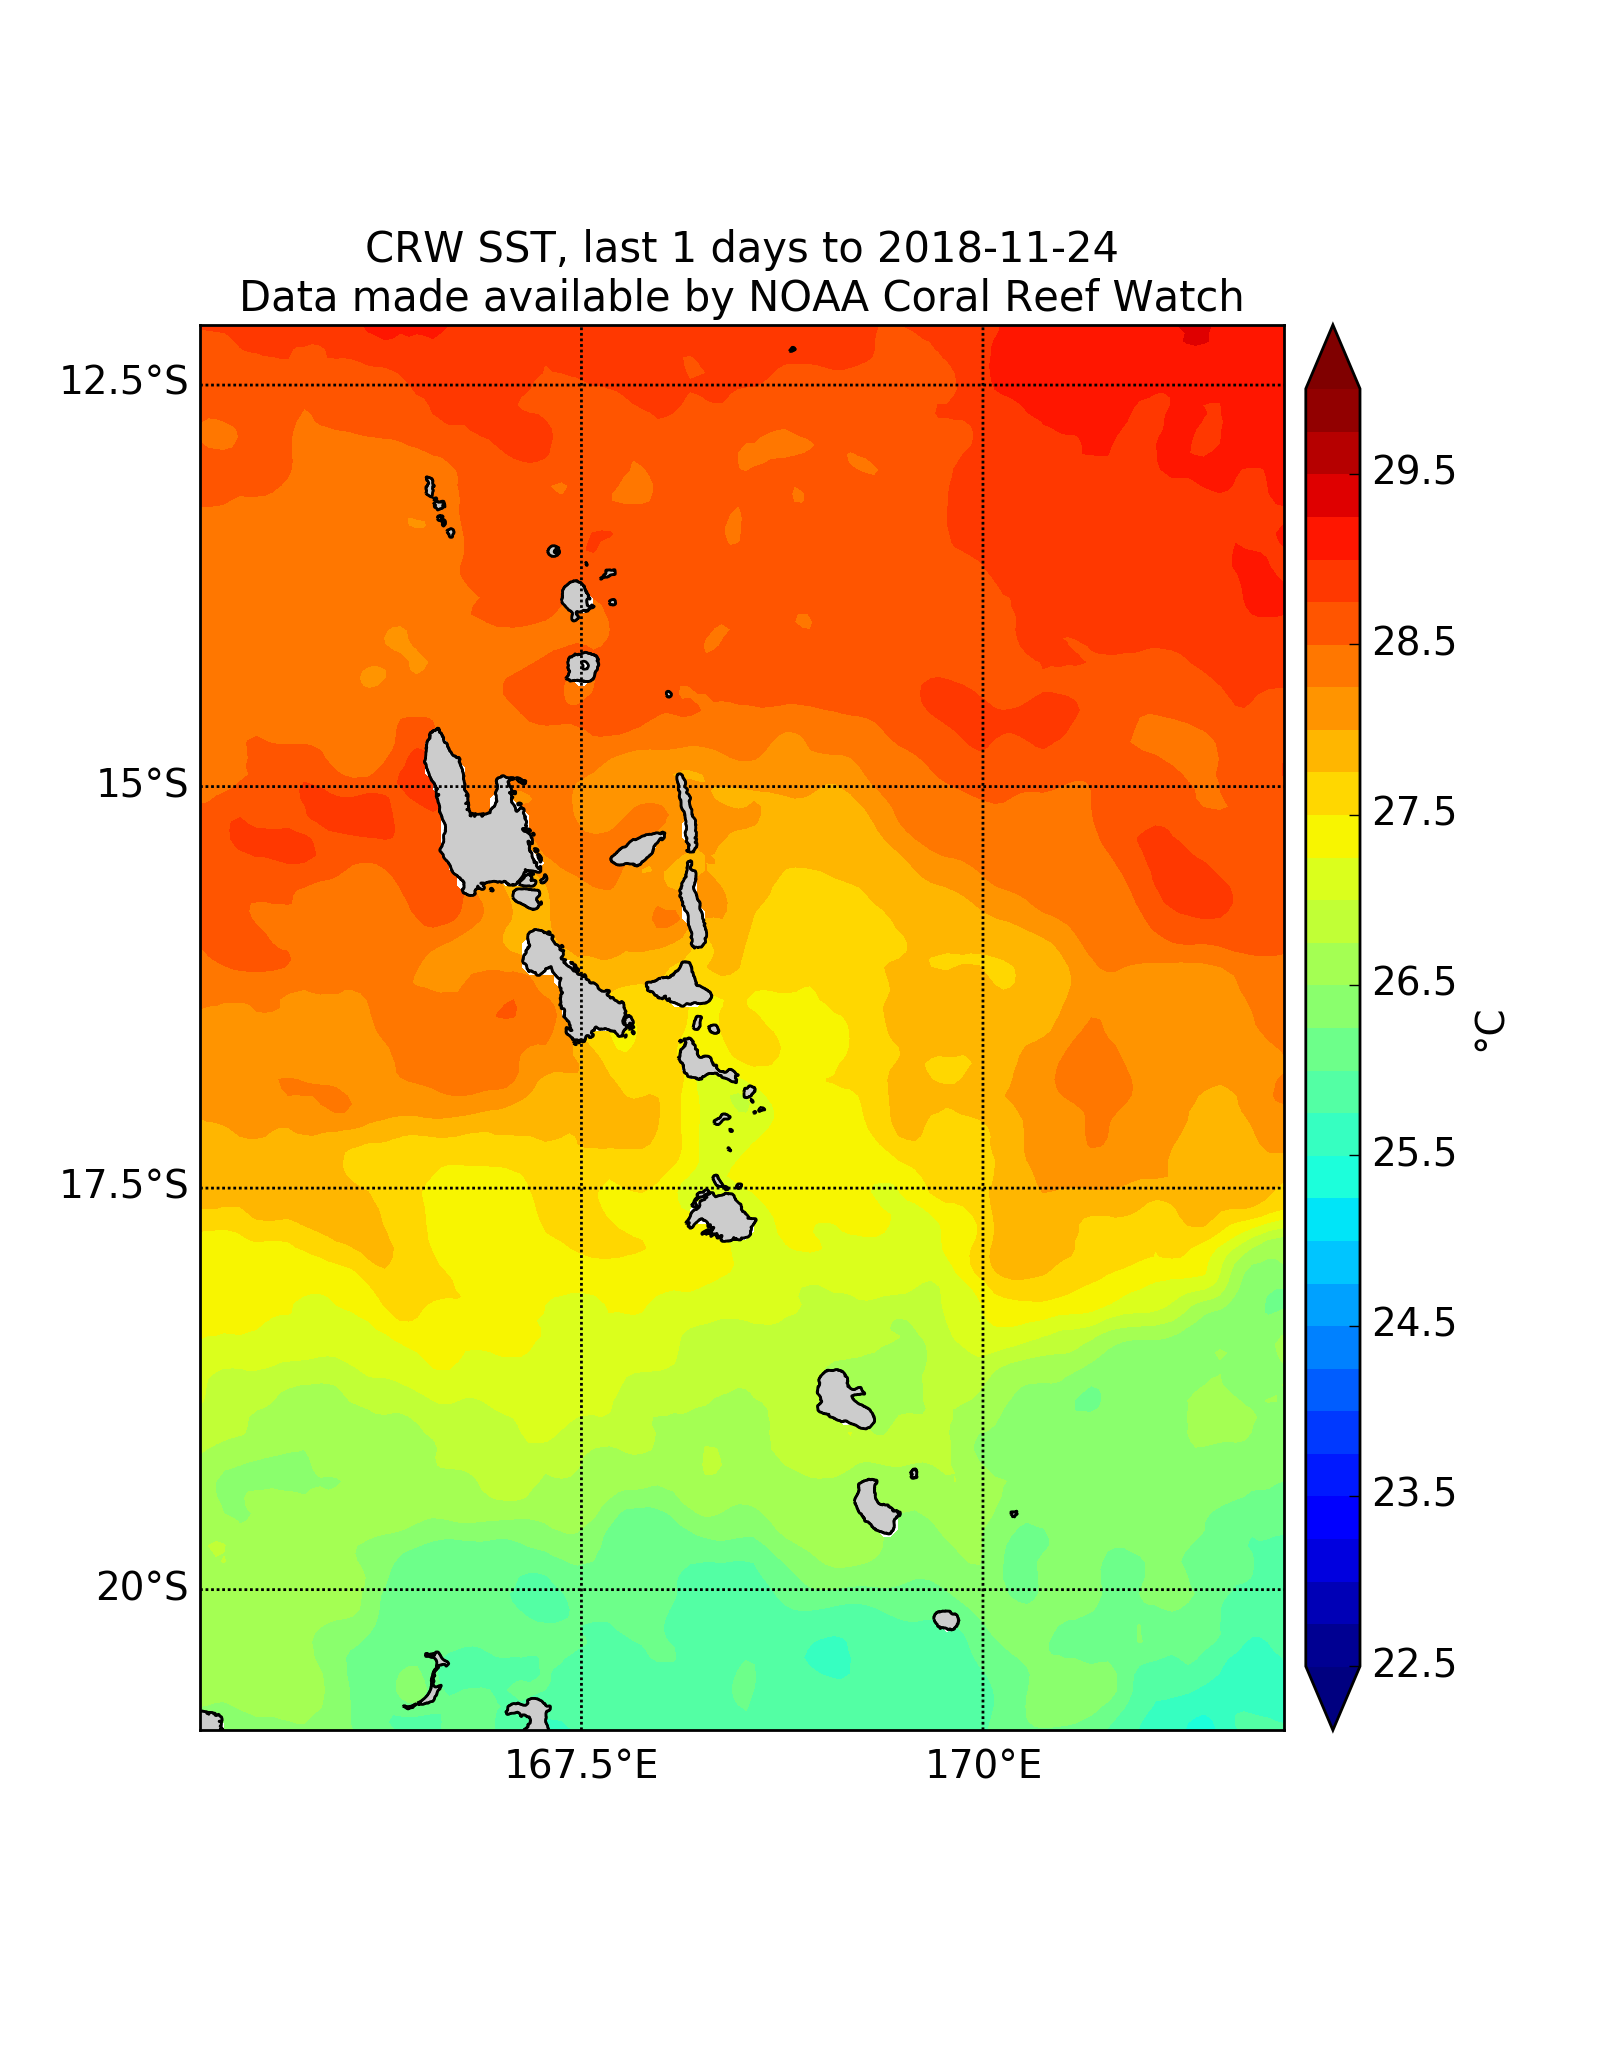 CRW SST, last 1 days to 2018-11-24
Data made available by NOAA Coral Reef Watch
12.5°S
15°S
17.5°S
20°S
167.5°E
170°E
29.5
28.5
27.5
26.5
25.5
24.5
23.5
22.5
°C